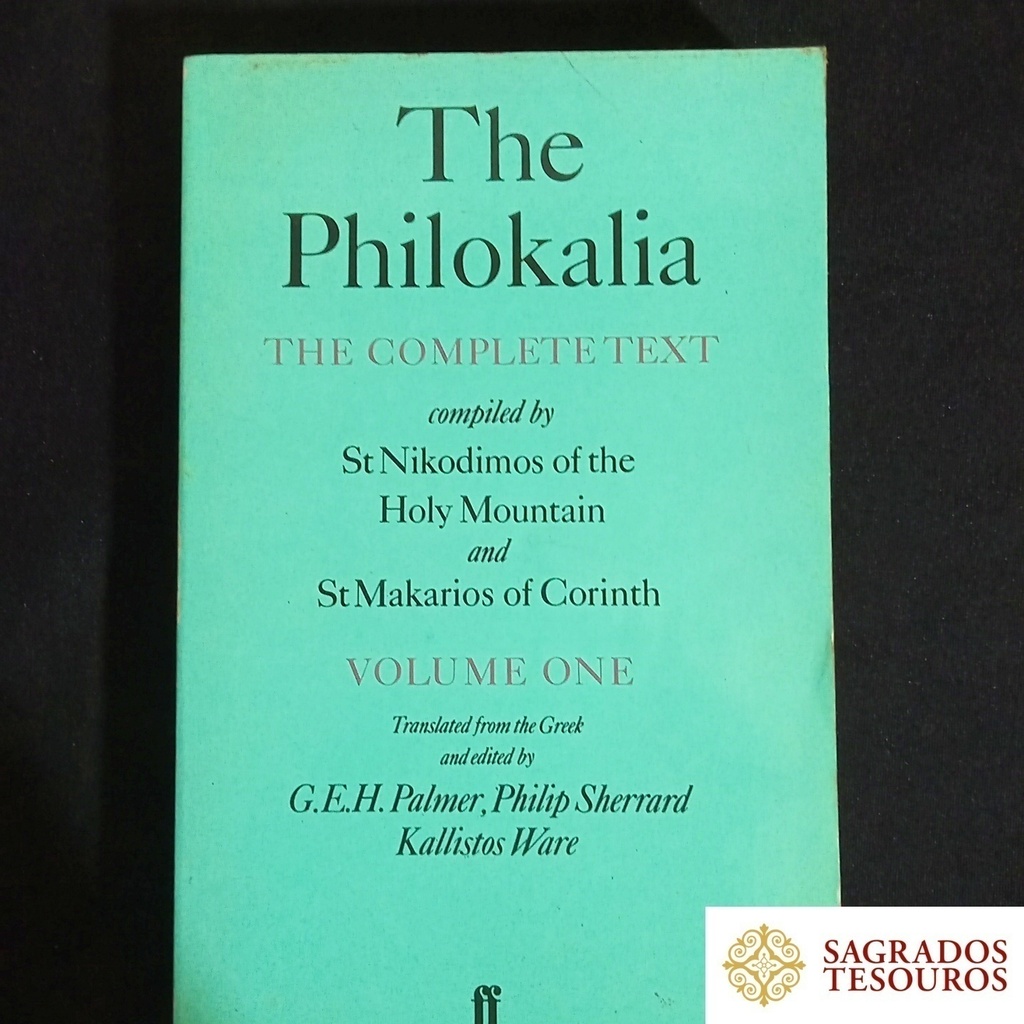 The
Philokalia
THE COMPLETE TEXT
compiled by
St Nikodimos of the
Holy Mountain
and
St Makarios of Corinth
VOLUME ONE
Translated from the Greek
and edited by
G.E.H. Palmer, Philip Sherrard
Kallistos Ware
ff
SAGRADOS
TESOUROS